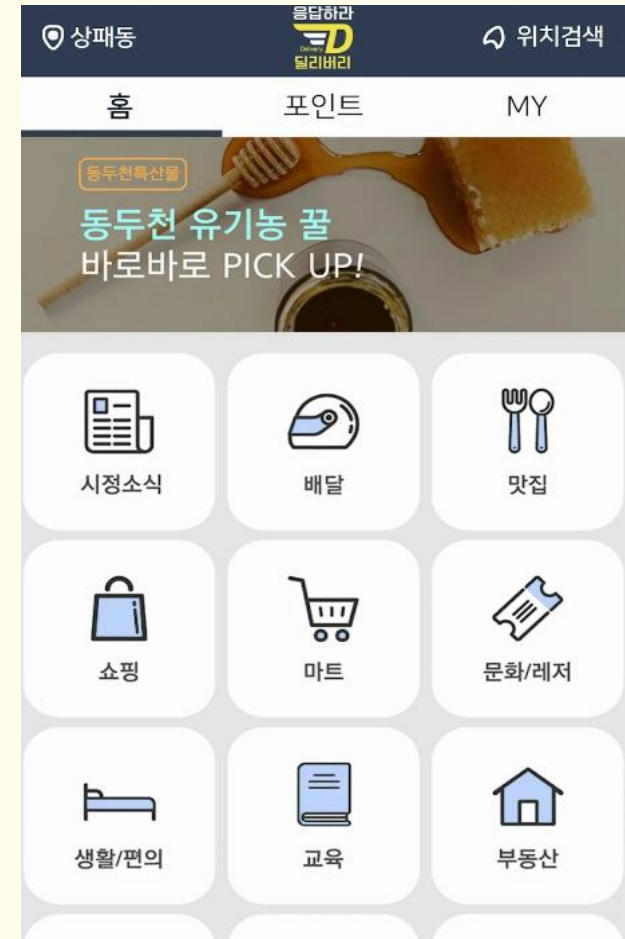 상패동
응답하라
Delivery D
딜리버리
위치검색
홈 포인트 MY
동두천특산물
동두천 유기농 꿀
바로바로 PICK UP!
시정소식 배달 맛집
쇼핑 마트 문화/레저
생활/편의 교육 부동산